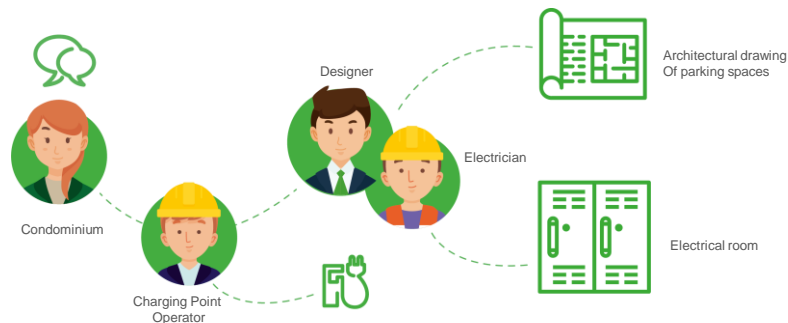 Designer
Architectural drawing
Of parking spaces
Electrician
Condominium
Electrical room
Charging Point
Operator